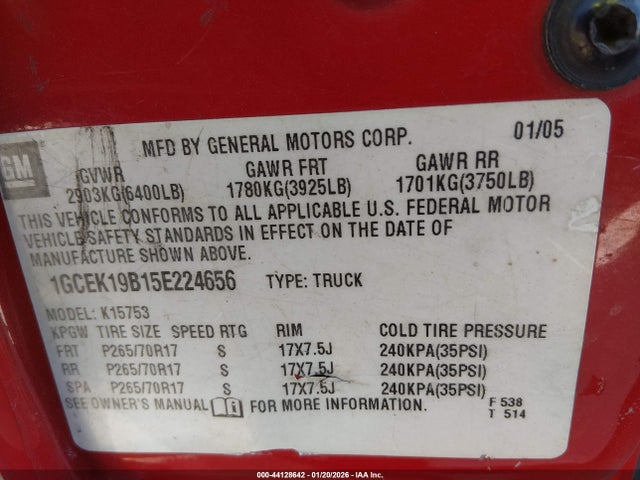 MFD BY GENERAL MOTORS CORP. 01/05
GM
GVWR GAWR FRT GAWR RR
2903KG(6400LB) 1780KG(3925LB) 1701KG(3750LB)
THIS VEHICLE CONFORMS TO ALL APPLICABLE U.S. FEDERAL MOTOR
VEHICLE SAFETY STANDARDS IN EFFECT ON THE DATE OF
MANUFACTURE SHOWN ABOVE.
1GCEK19B15E224656 TYPE: TRUCK
MODEL: K15753
KPGW TIRE SIZE SPEED RTG RIM COLD TIRE PRESSURE
FRT P265/70R17 S 17X7.5J 240KPA(35PSI)
RR P265/70R17 S 17X7.5J 240KPA(35PSI)
SPA P265/70R17 S 17X7.5J 240KPA(35PSI)
SEE OWNER'S MANUAL FOR MORE INFORMATION.
F 538
T 514
000-44128642 - 01/20/2026 - IAA Inc.